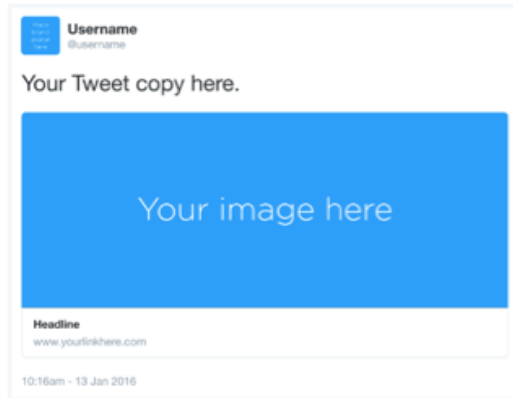 Username
@username
Your Tweet copy here.
Your image here
Headline
www.yourlinkhere.com
10:16am - 13 Jan 2016